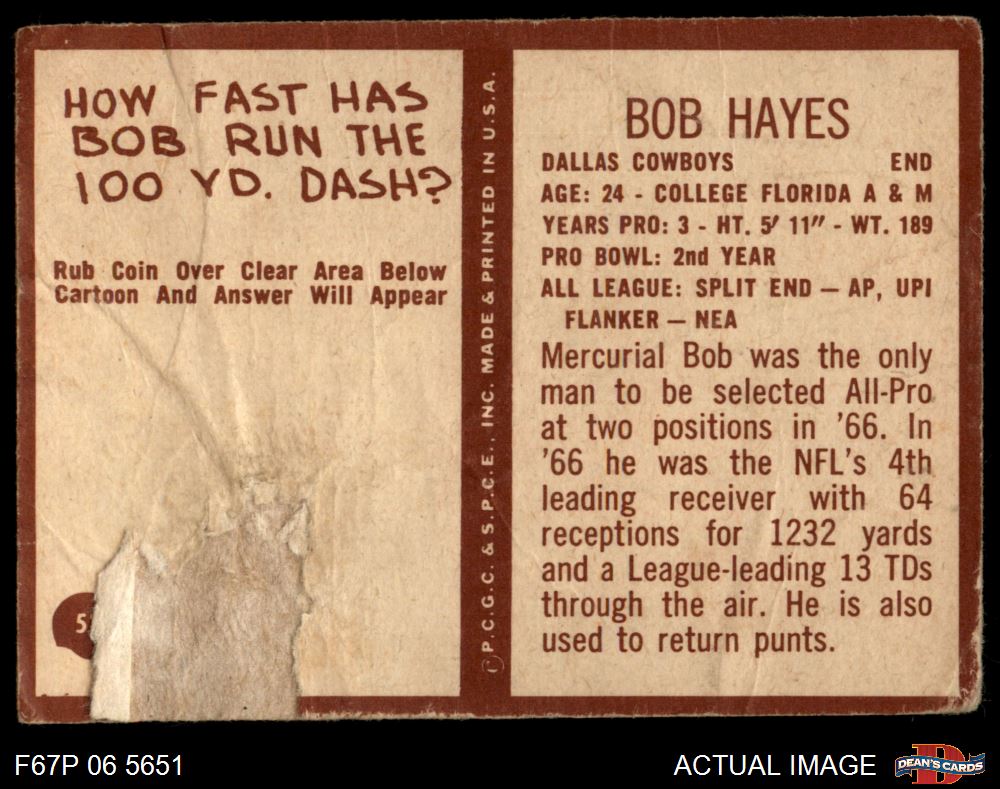 HOW FAST HAS
BOB RUN THE
100 YD. DASH?
Rub Coin Over Clear Area Below
Cartoon And Answer Will Appear
5
©P.C.G.C. & S.P.C.E., INC. MADE & PRINTED IN U.S.A.
BOB HAYES
DALLAS COWBOYS END
AGE: 24 - COLLEGE FLORIDA A & M
YEARS PRO: 3 - HT. 5' 11" - WT. 189
PRO BOWL: 2nd YEAR
ALL LEAGUE: SPLIT END — AP, UPI
FLANKER — NEA
Mercurial Bob was the only
man to be selected All-Pro
at two positions in '66. In
'66 he was the NFL's 4th
leading receiver with 64
receptions for 1232 yards
and a League-leading 13 TDs
through the air. He is also
used to return punts.
F67P 06 5651
ACTUAL IMAGE
DEAN'S CARDS